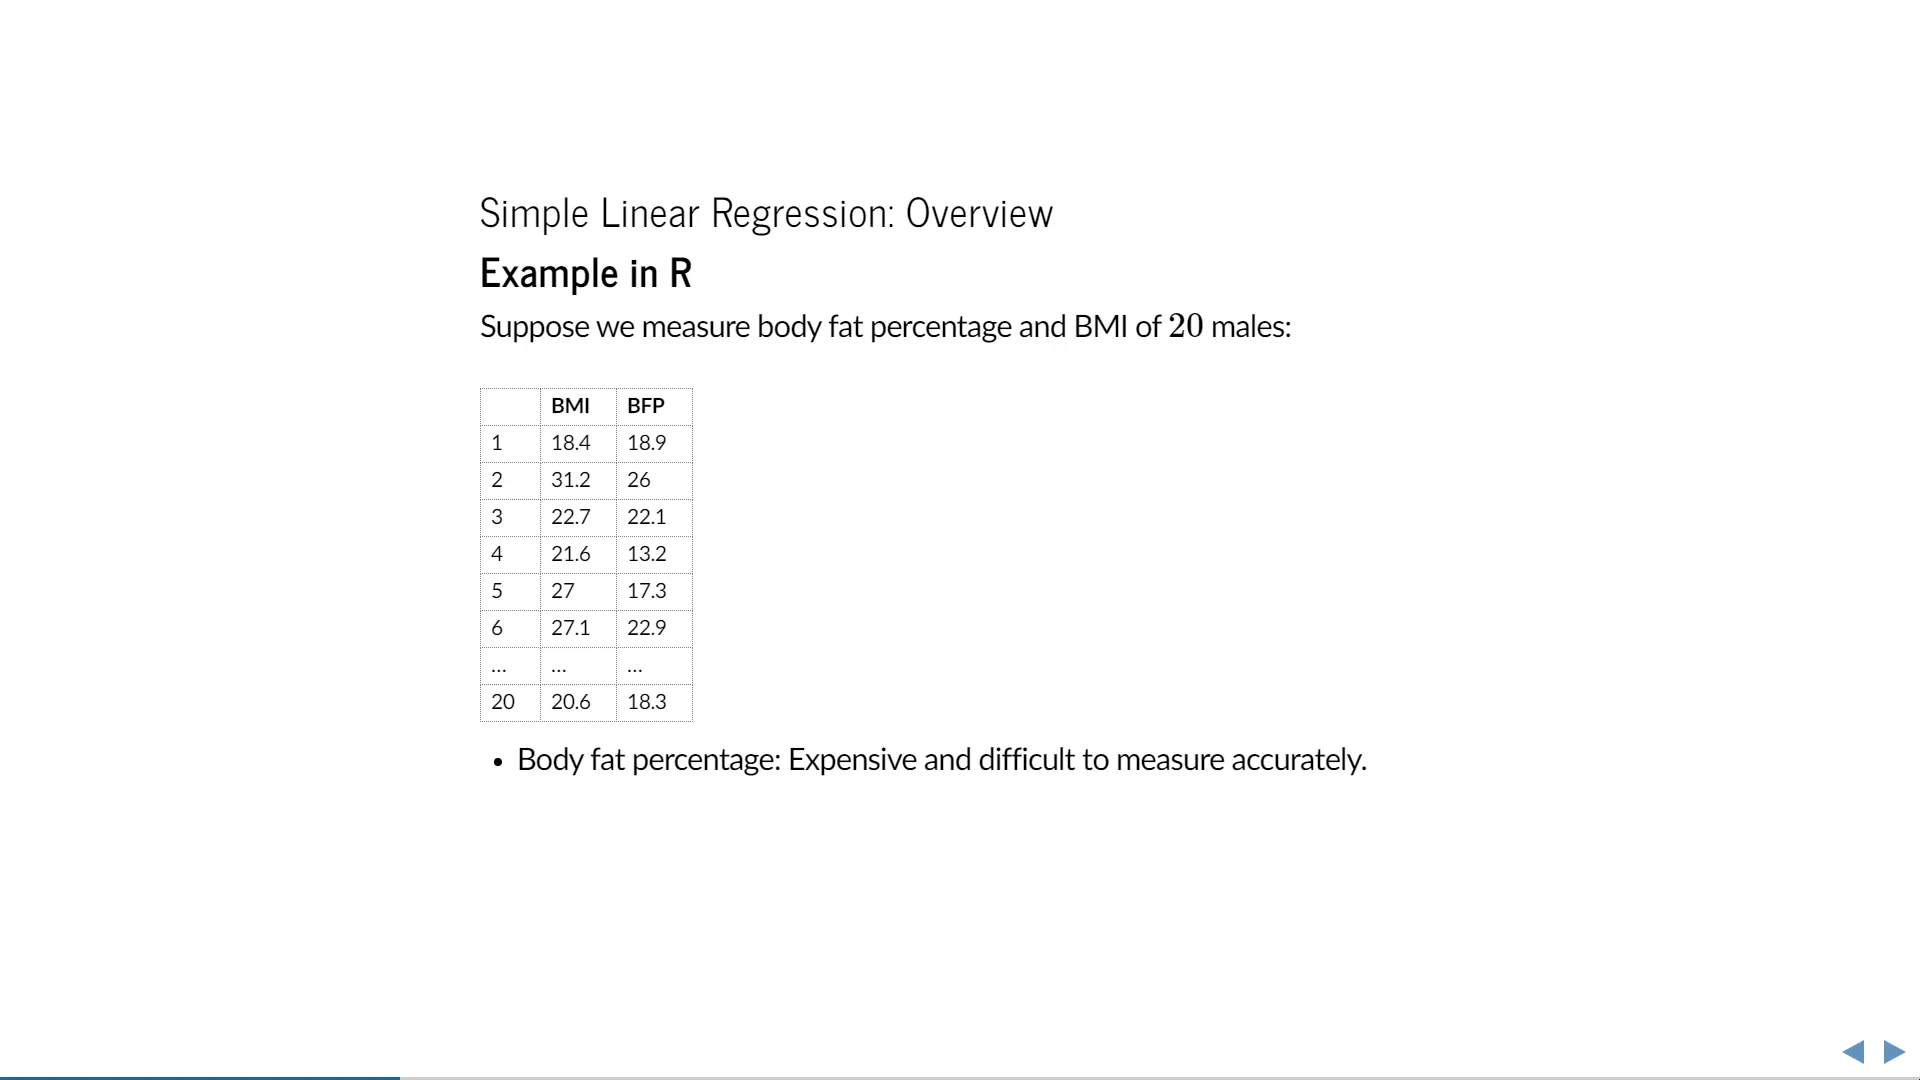 Simple Linear Regression: Overview
Example in R
Suppose we measure body fat percentage and BMI of 20 males:
BMI BFP
1 18.4 18.9
2 31.2 26
3 22.7 22.1
4 21.6 13.2
5 27 17.3
6 27.1 22.9
... ... ...
20 20.6 18.3
• Body fat percentage: Expensive and difficult to measure accurately.